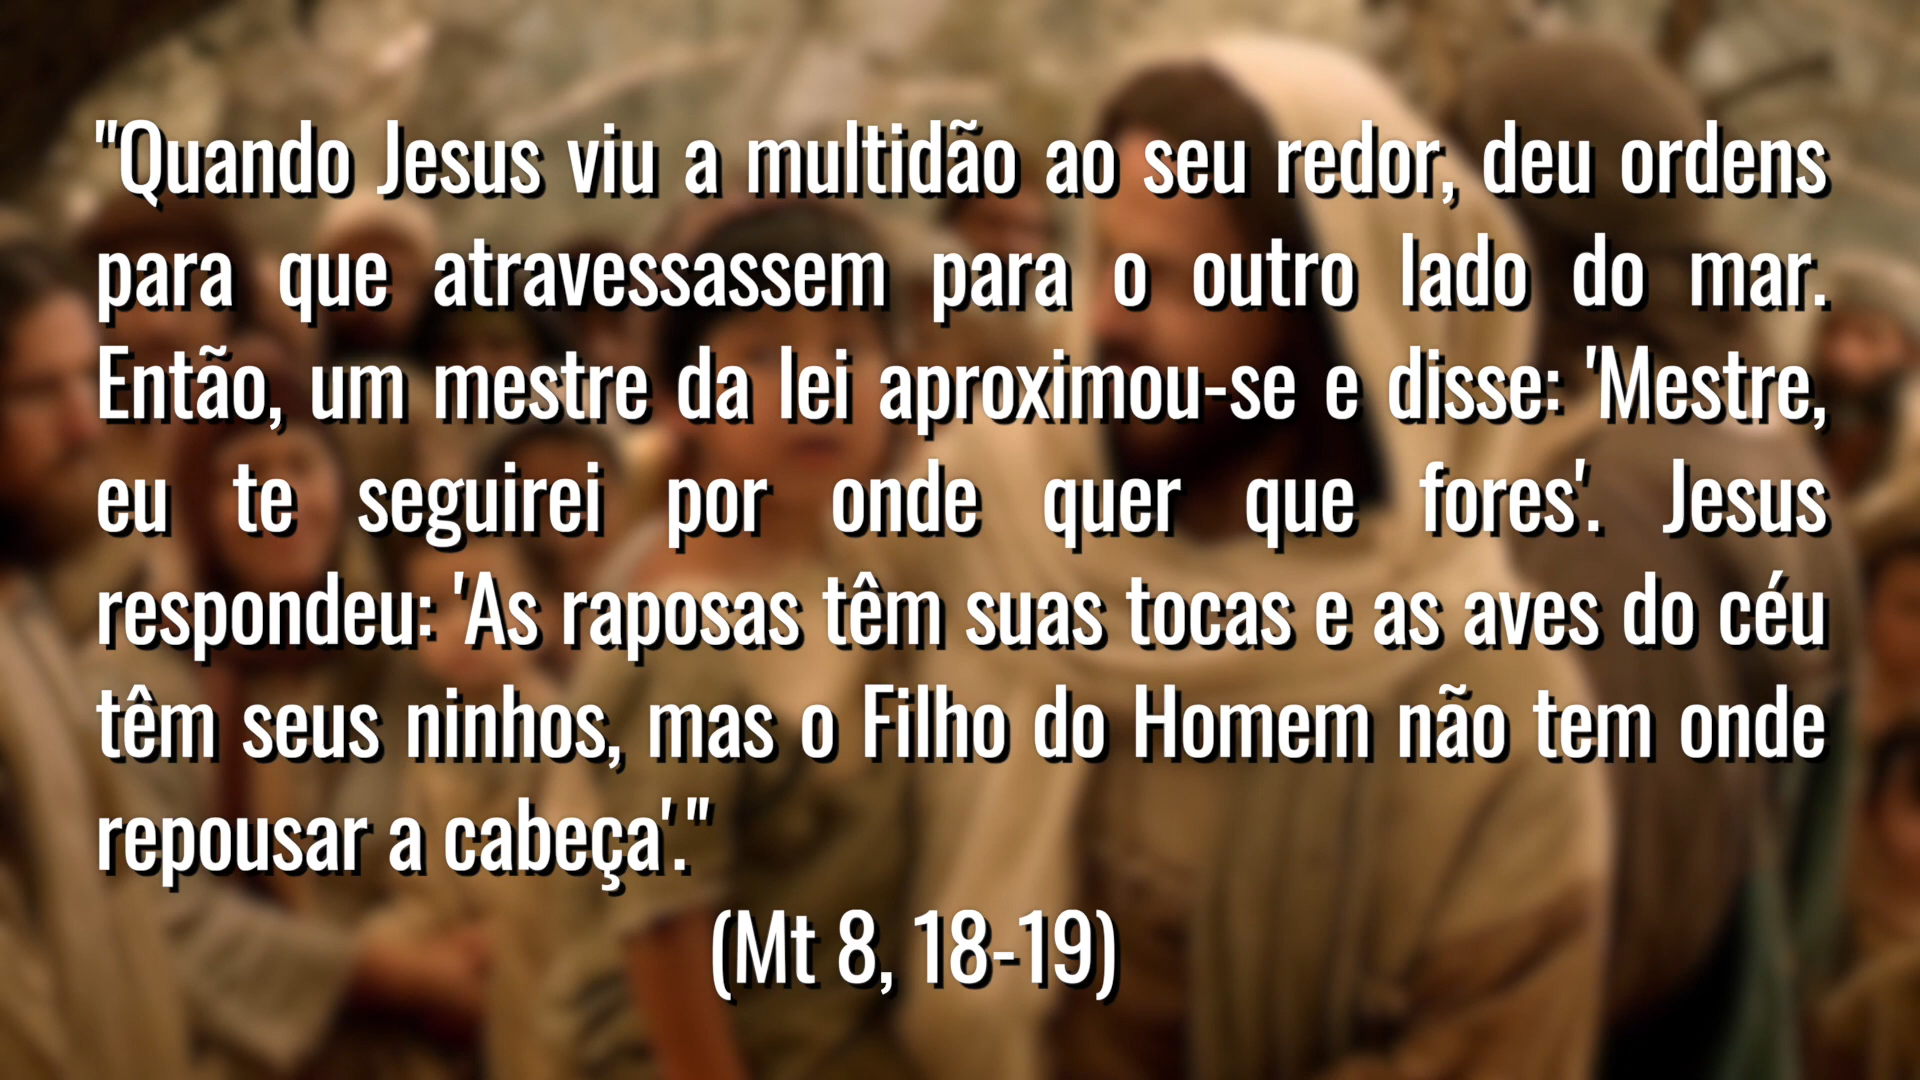 "Quando Jesus viu a multidão ao seu redor, deu ordens
para que atravessassem para o outro lado do mar.
Então, um mestre da lei aproximou-se e disse: 'Mestre,
eu te seguirei por onde quer que fores'. Jesus
respondeu: 'As raposas têm suas tocas e as aves do céu
têm seus ninhos, mas o Filho do Homem não tem onde
repousar a cabeça'."
(Mt 8, 18-19)